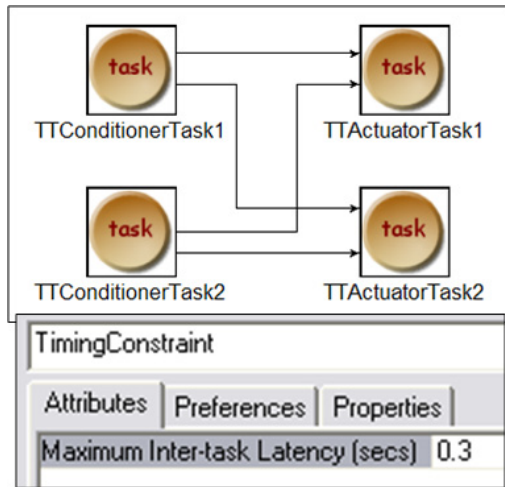 task
task
TTConditionerTask1
TTActuatorTask1
task
task
TTConditionerTask2
TTActuatorTask2
TimingConstraint
Attributes
Preferences
Properties
Maximum Inter-task Latency (secs) 0.3